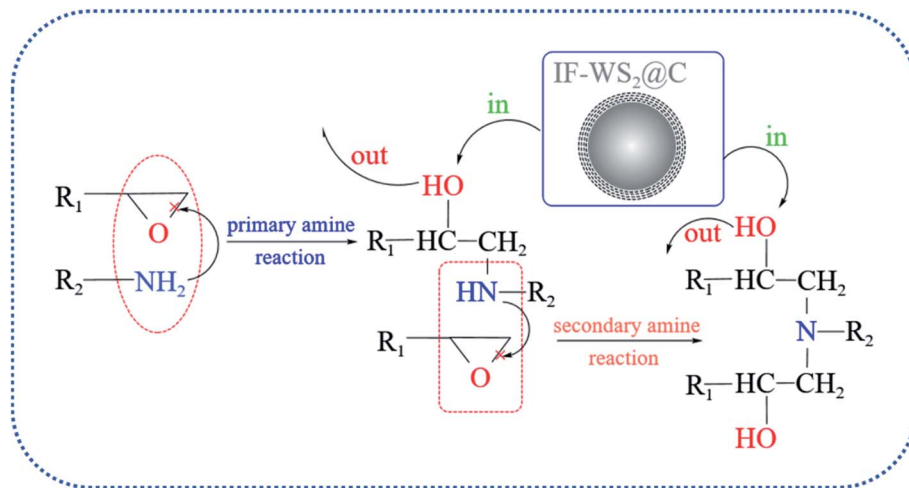 IF-WS₂@C
in
in
out
HO
R₁
O
primary amine
reaction
R₁
HC
CH₂
out
HO
R₂
NH₂
HN
R₂
R₁
HC
CH₂
R₁
O
secondary amine
reaction
N
R₂
R₁
HC
CH₂
HO